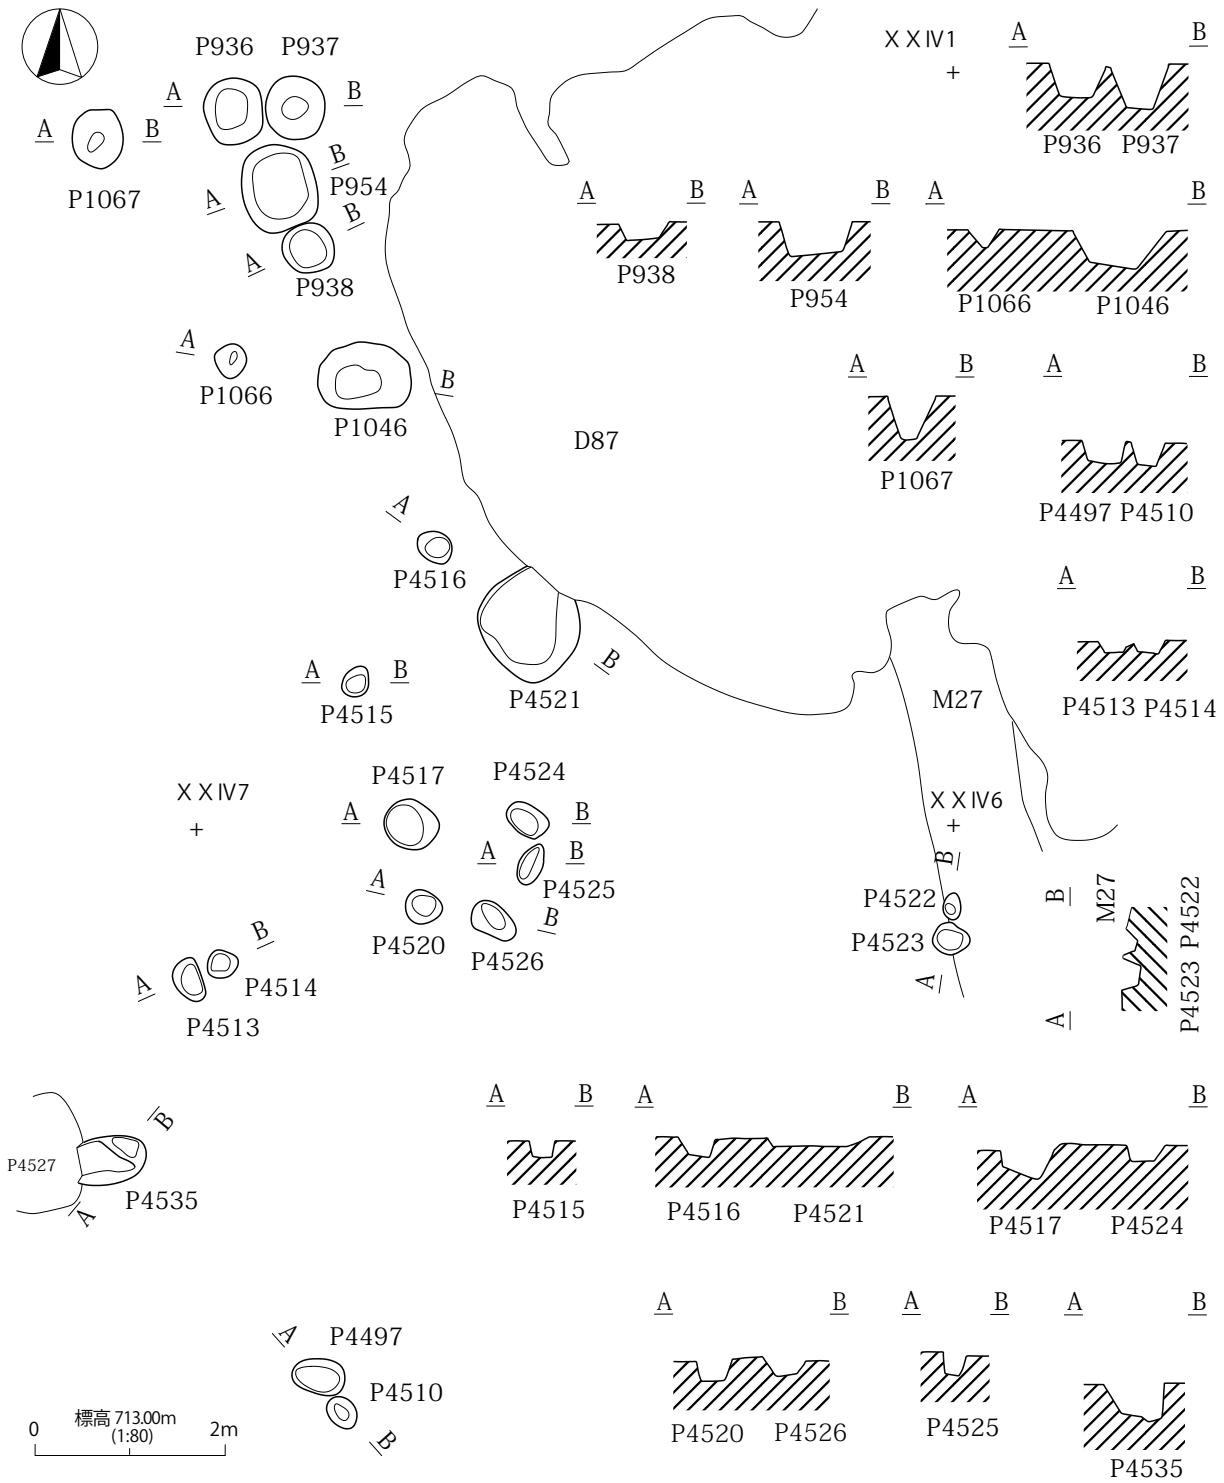 P936 P937
A B
A B
P1067
B
P954
A B
A P938
A
P1066
B
P1046
D87
A
P4516
B
P4521
A B
P4515
M27
P4517 P4524
A B
A B
P4525
A
P4520
B
P4526
XXⅣ7
+
XXⅣ6
+
B
P4522
P4523
A
B
P4514
A
P4513
P4527
B
P4535
A
A P4497
P4510
B
標高 713.00m
(1:80)
0 2m
XXⅣ1
+
A B
P936 P937
A B
P938
A B
P954
A B
P1066 P1046
A B
P1067
A B
P4497 P4510
A B
P4513 P4514
B
A
M27
P4523 P4522
A B
P4515
A B
P4516 P4521
A B
P4517 P4524
A B
P4520 P4526
A B
P4525
A B
P4535